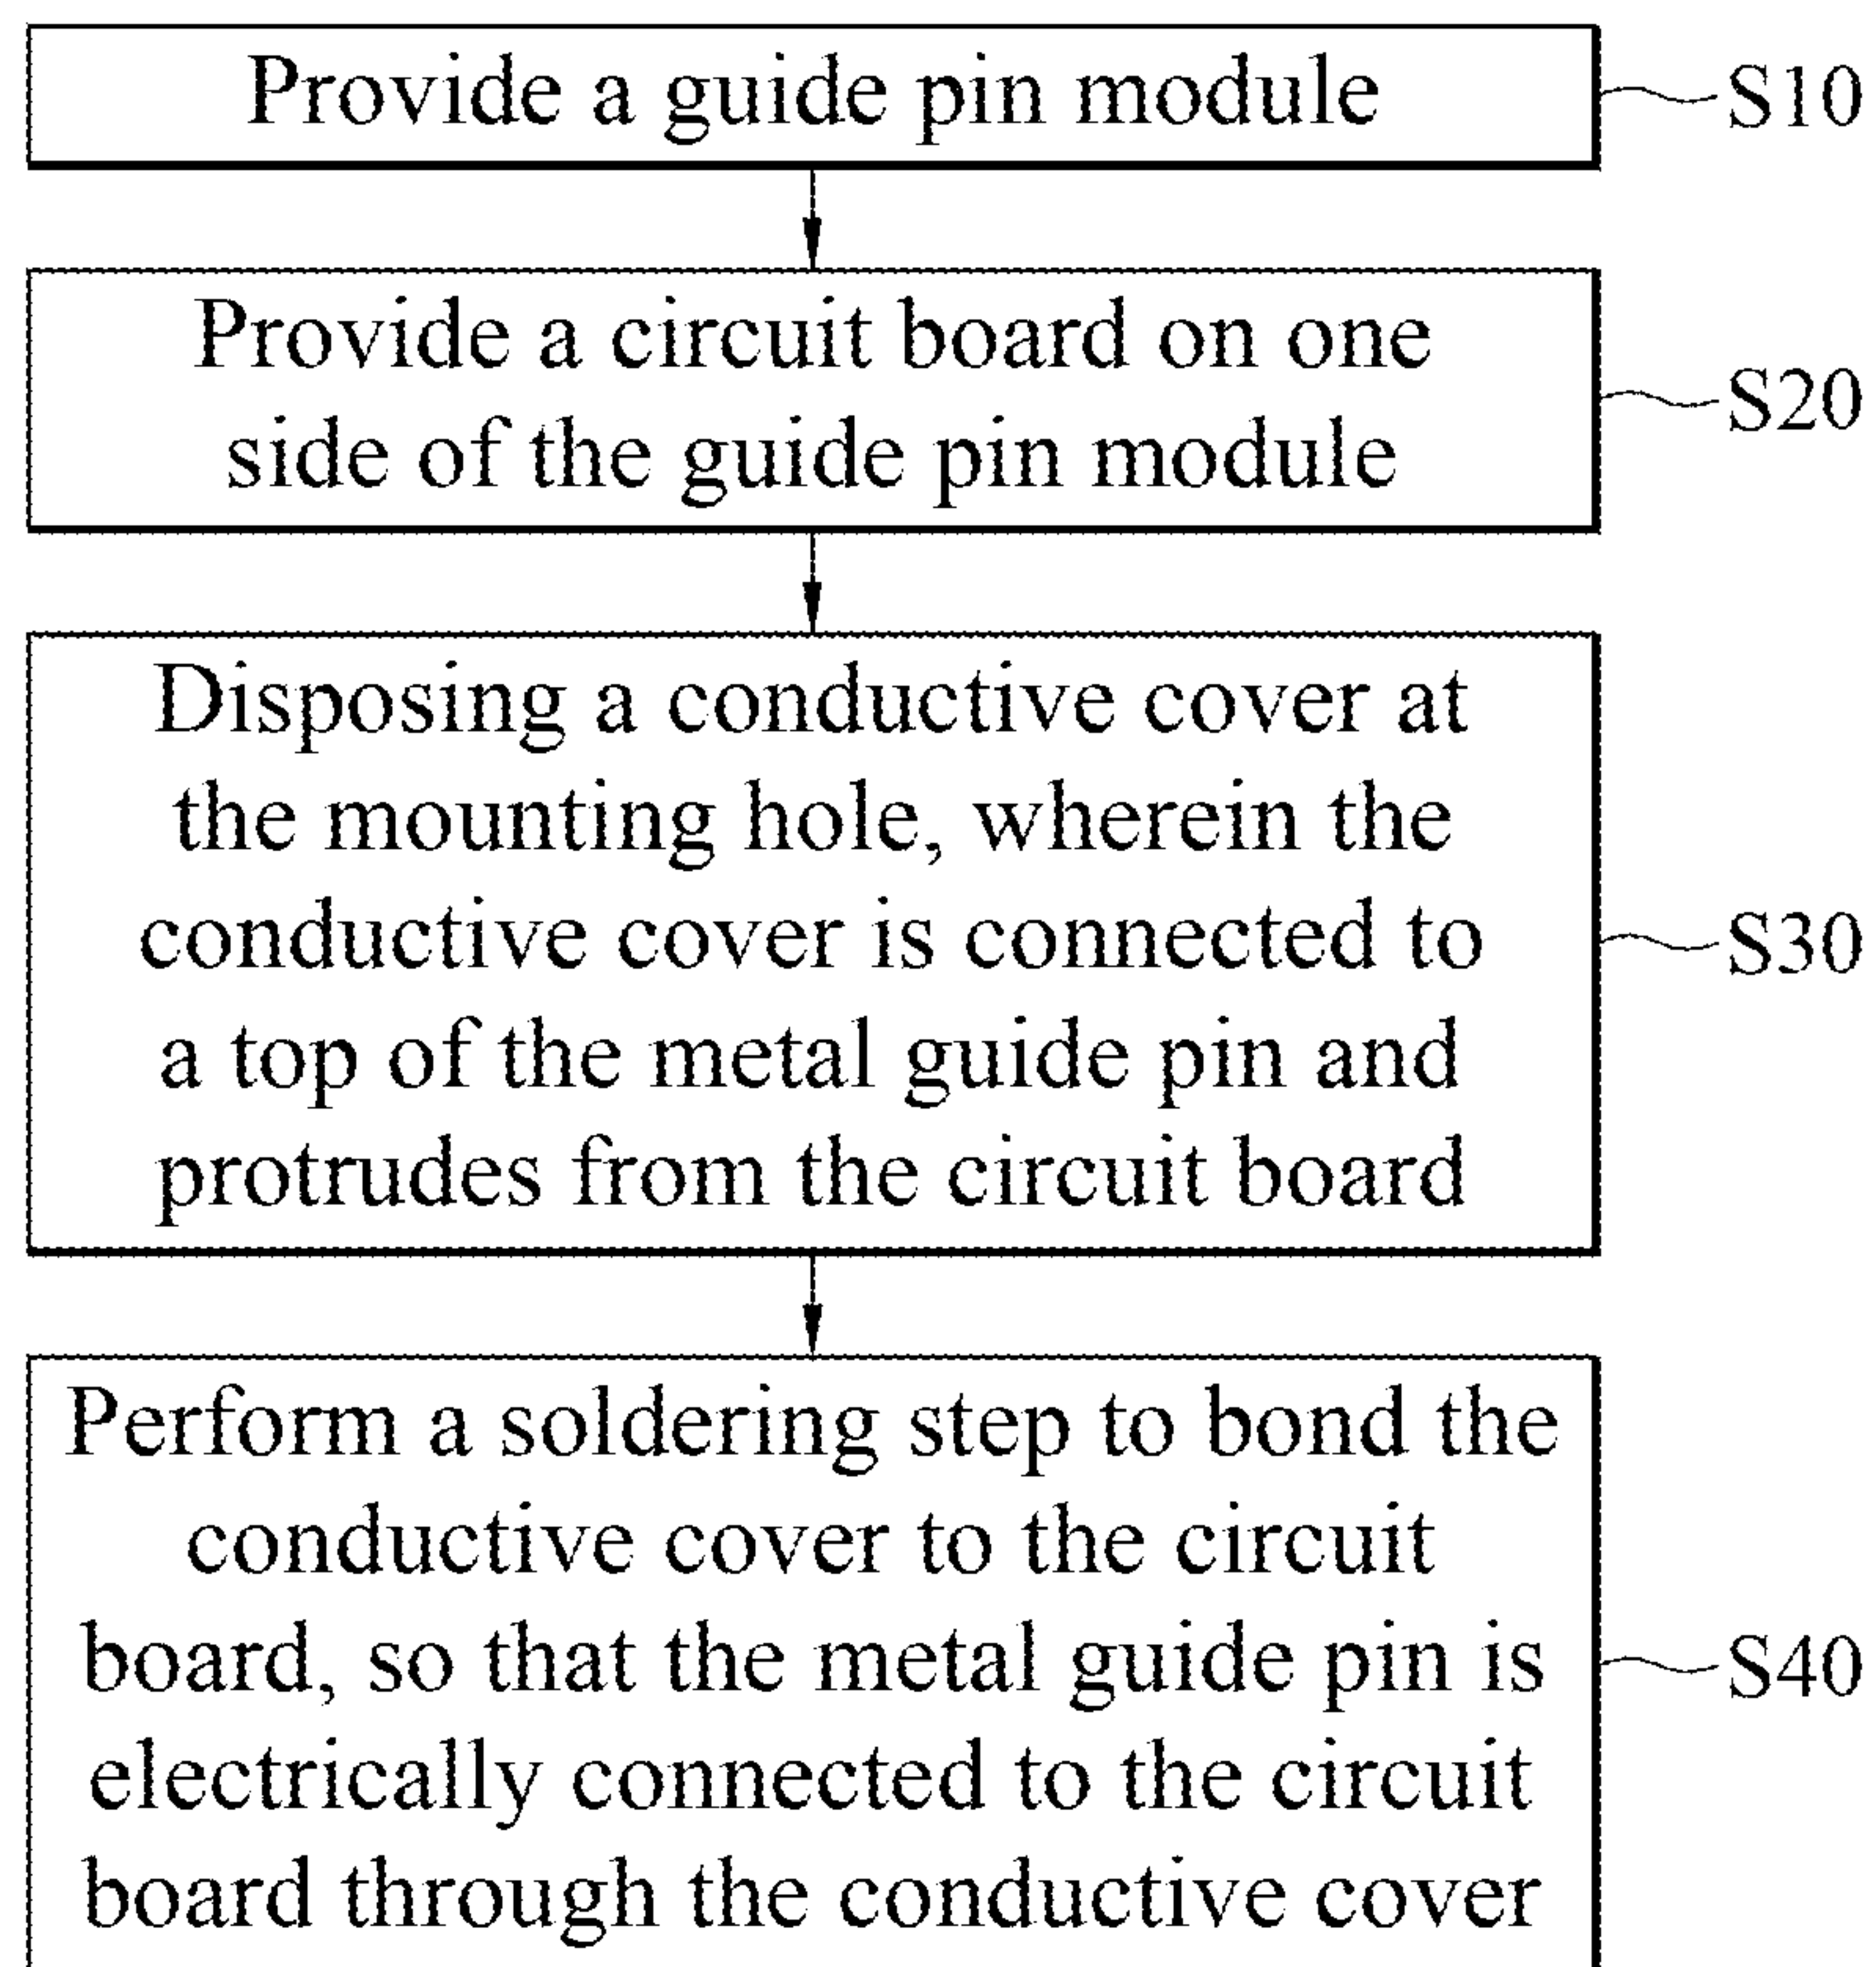 Provide a guide pin module
S10
Provide a circuit board on one
side of the guide pin module
S20
Disposing a conductive cover at
the mounting hole, wherein the
conductive cover is connected to
a top of the metal guide pin and
protrudes from the circuit board
S30
Perform a soldering step to bond the
conductive cover to the circuit
board, so that the metal guide pin is
electrically connected to the circuit
board through the conductive cover
S40